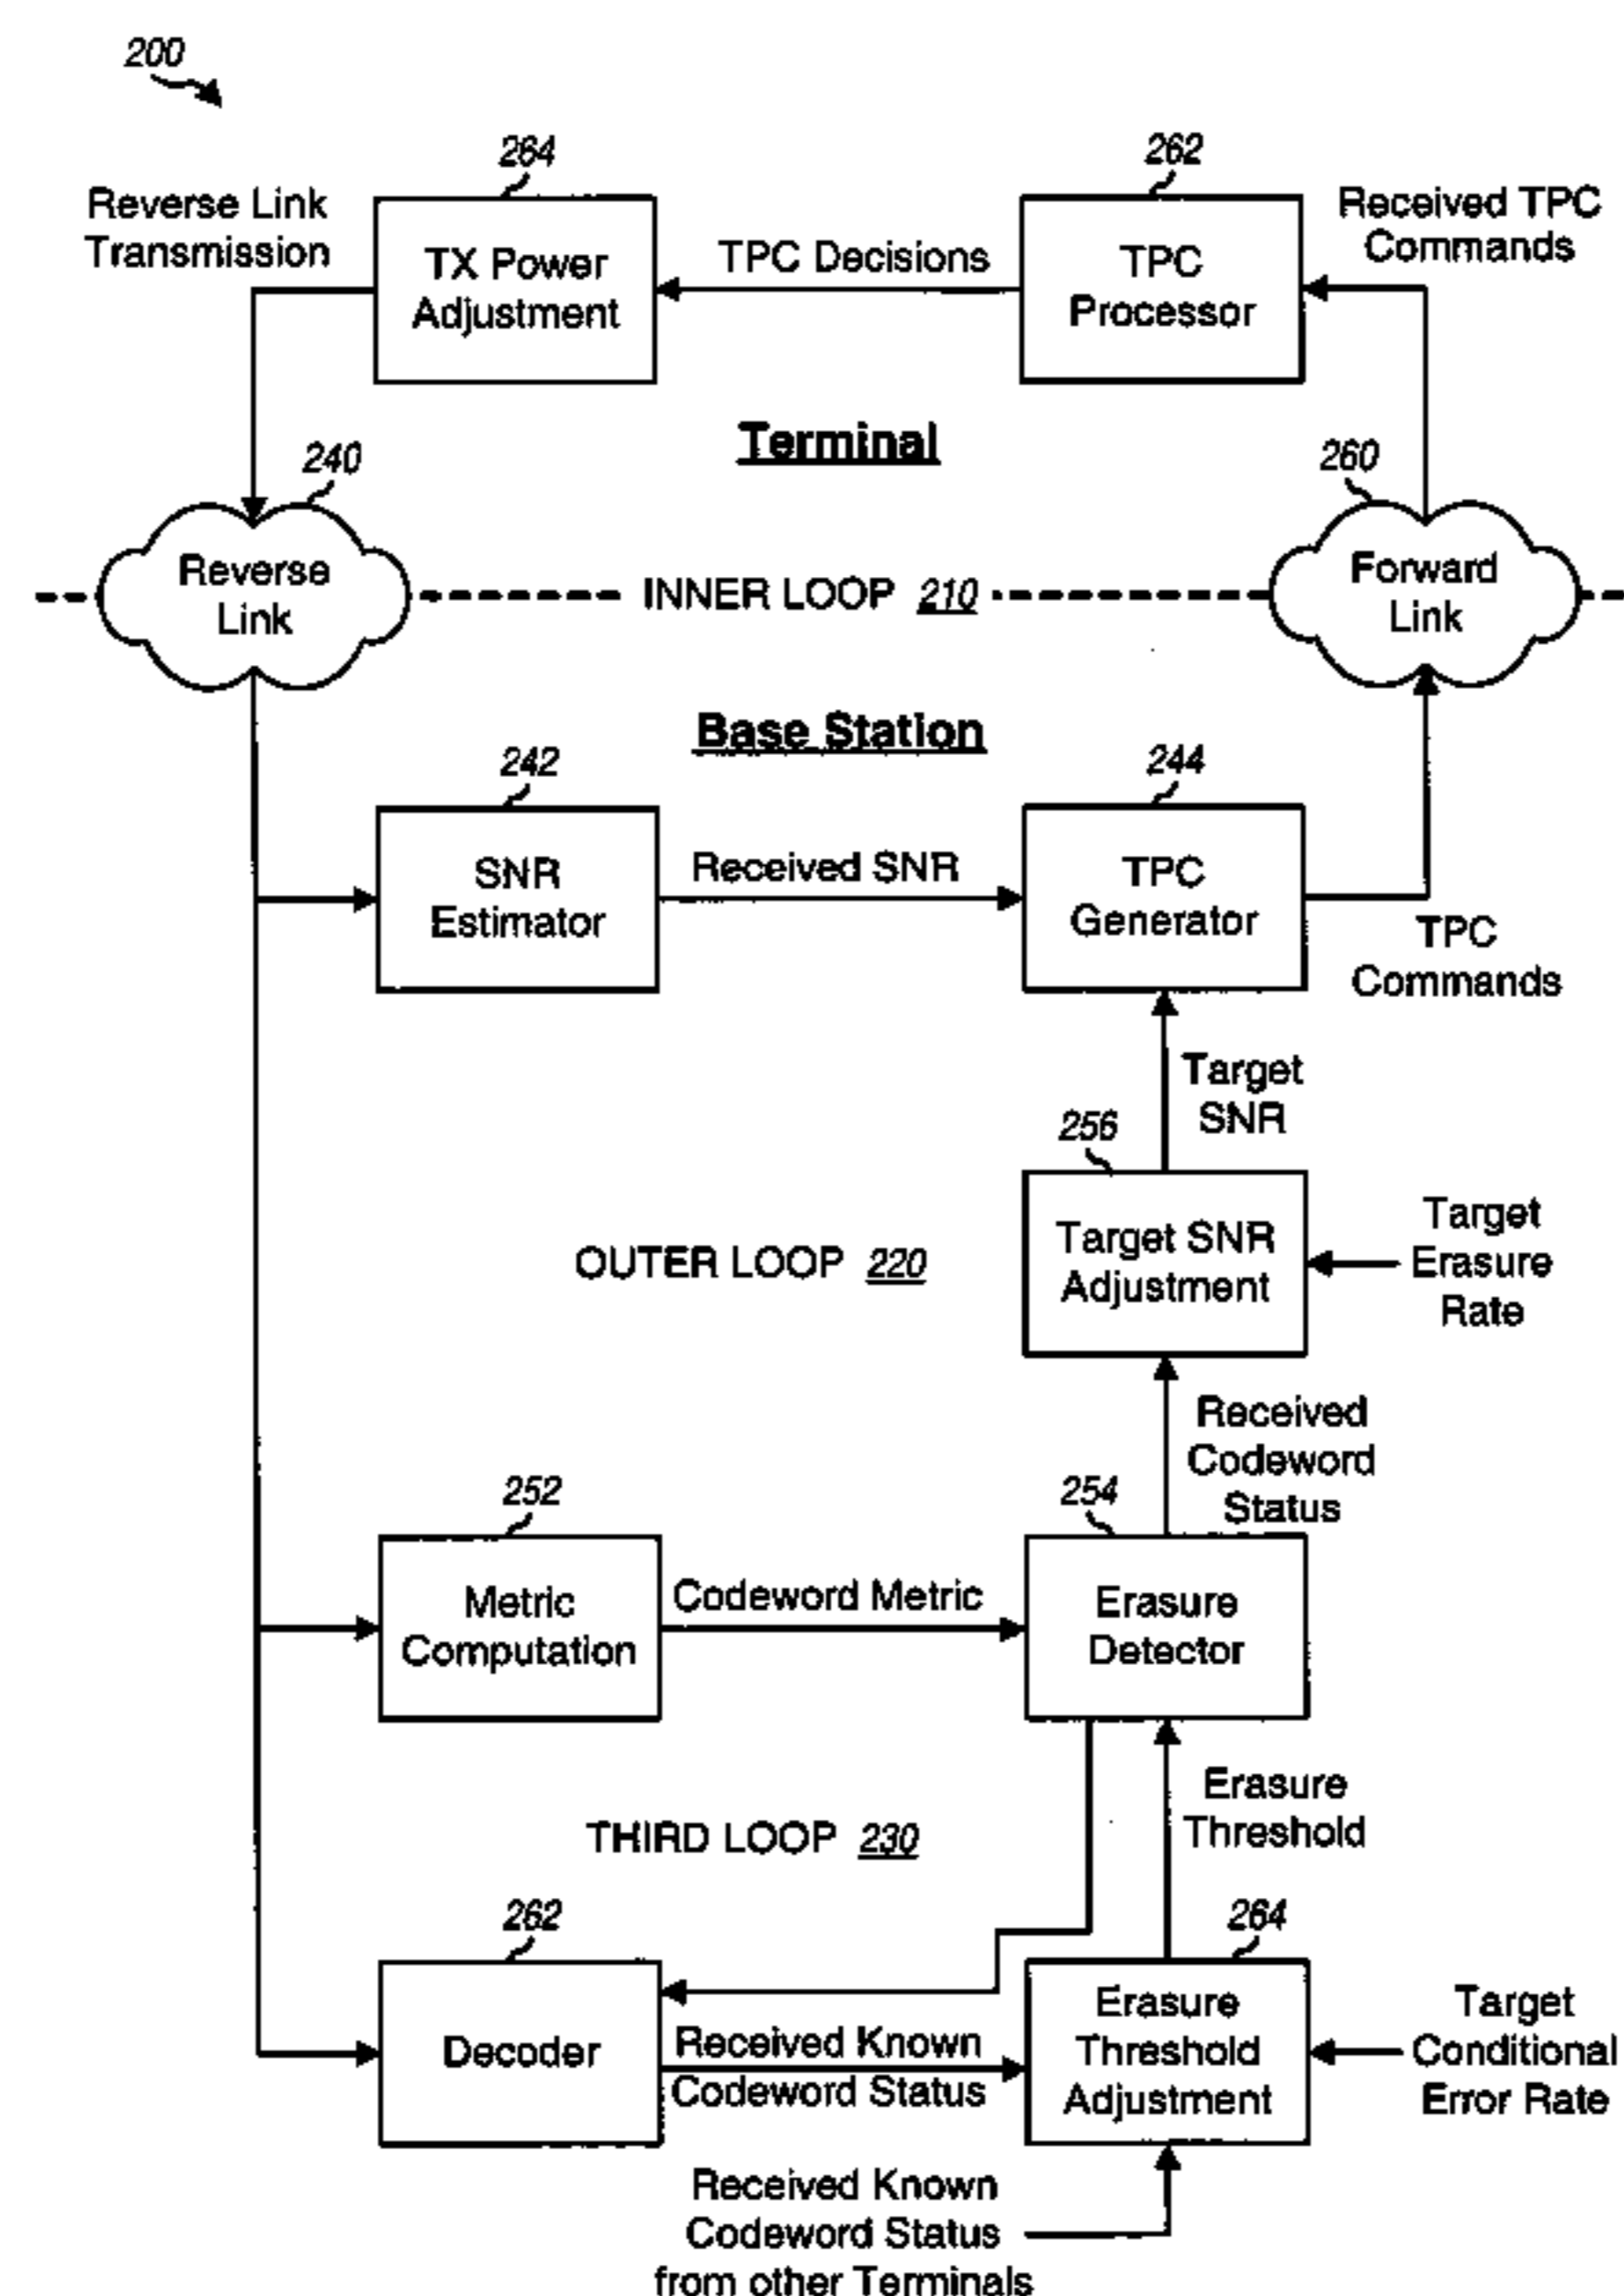 200
264
262
Reverse Link
Transmission
TX Power
Adjustment
TPC Decisions
TPC
Processor
Received TPC
Commands
Terminal
240
260
Reverse
Link
INNER LOOP 210
Forward
Link
Base Station
242
244
SNR
Estimator
Received SNR
TPC
Generator
TPC
Commands
Target
SNR
256
OUTER LOOP 220
Target SNR
Adjustment
Target
Erasure
Rate
Received
Codeword
Status
252
254
Metric
Computation
Codeword Metric
Erasure
Detector
Erasure
Threshold
THIRD LOOP 230
262
264
Decoder
Received Known
Codeword Status
Erasure
Threshold
Adjustment
Target
Conditional
Error Rate
Received Known
Codeword Status
from other Terminals